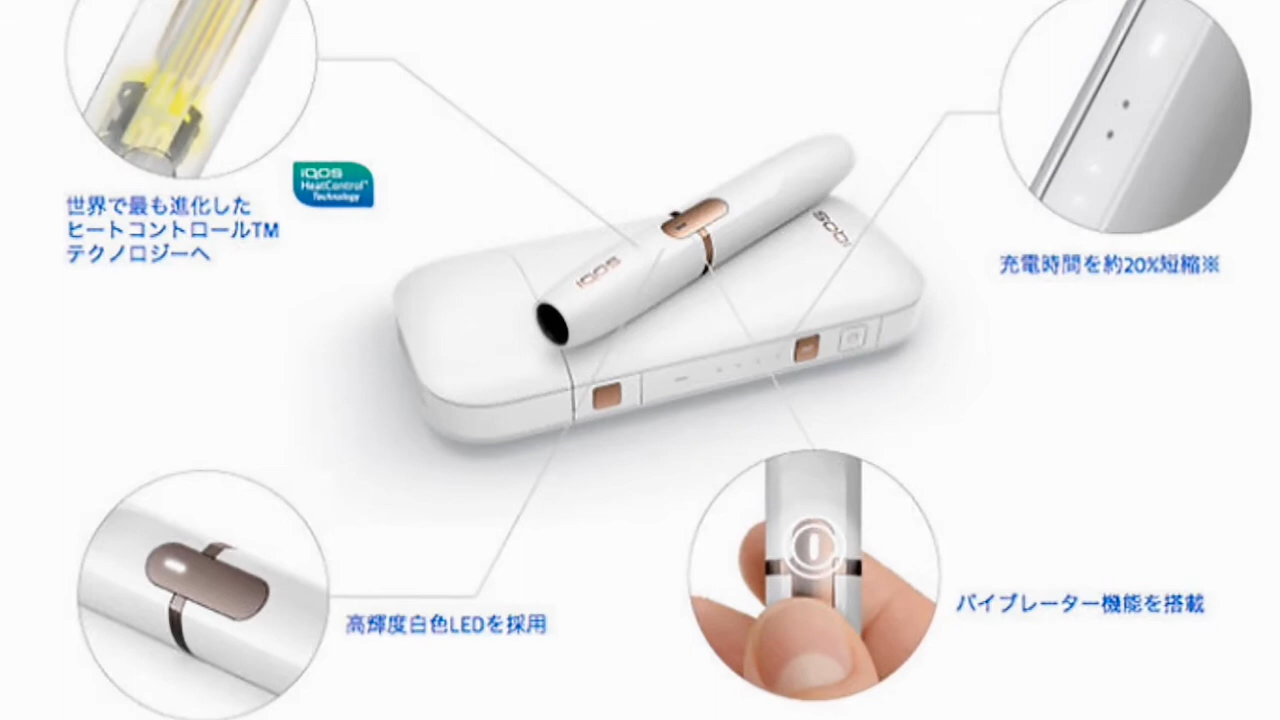 iQOS
HeatControl™
Technology
世界で最も進化した
ヒートコントロールTM
テクノロジーへ
iQOS
iQOS
充電時間を約20%短縮※
高輝度白色LEDを採用
バイブレーター機能を搭載